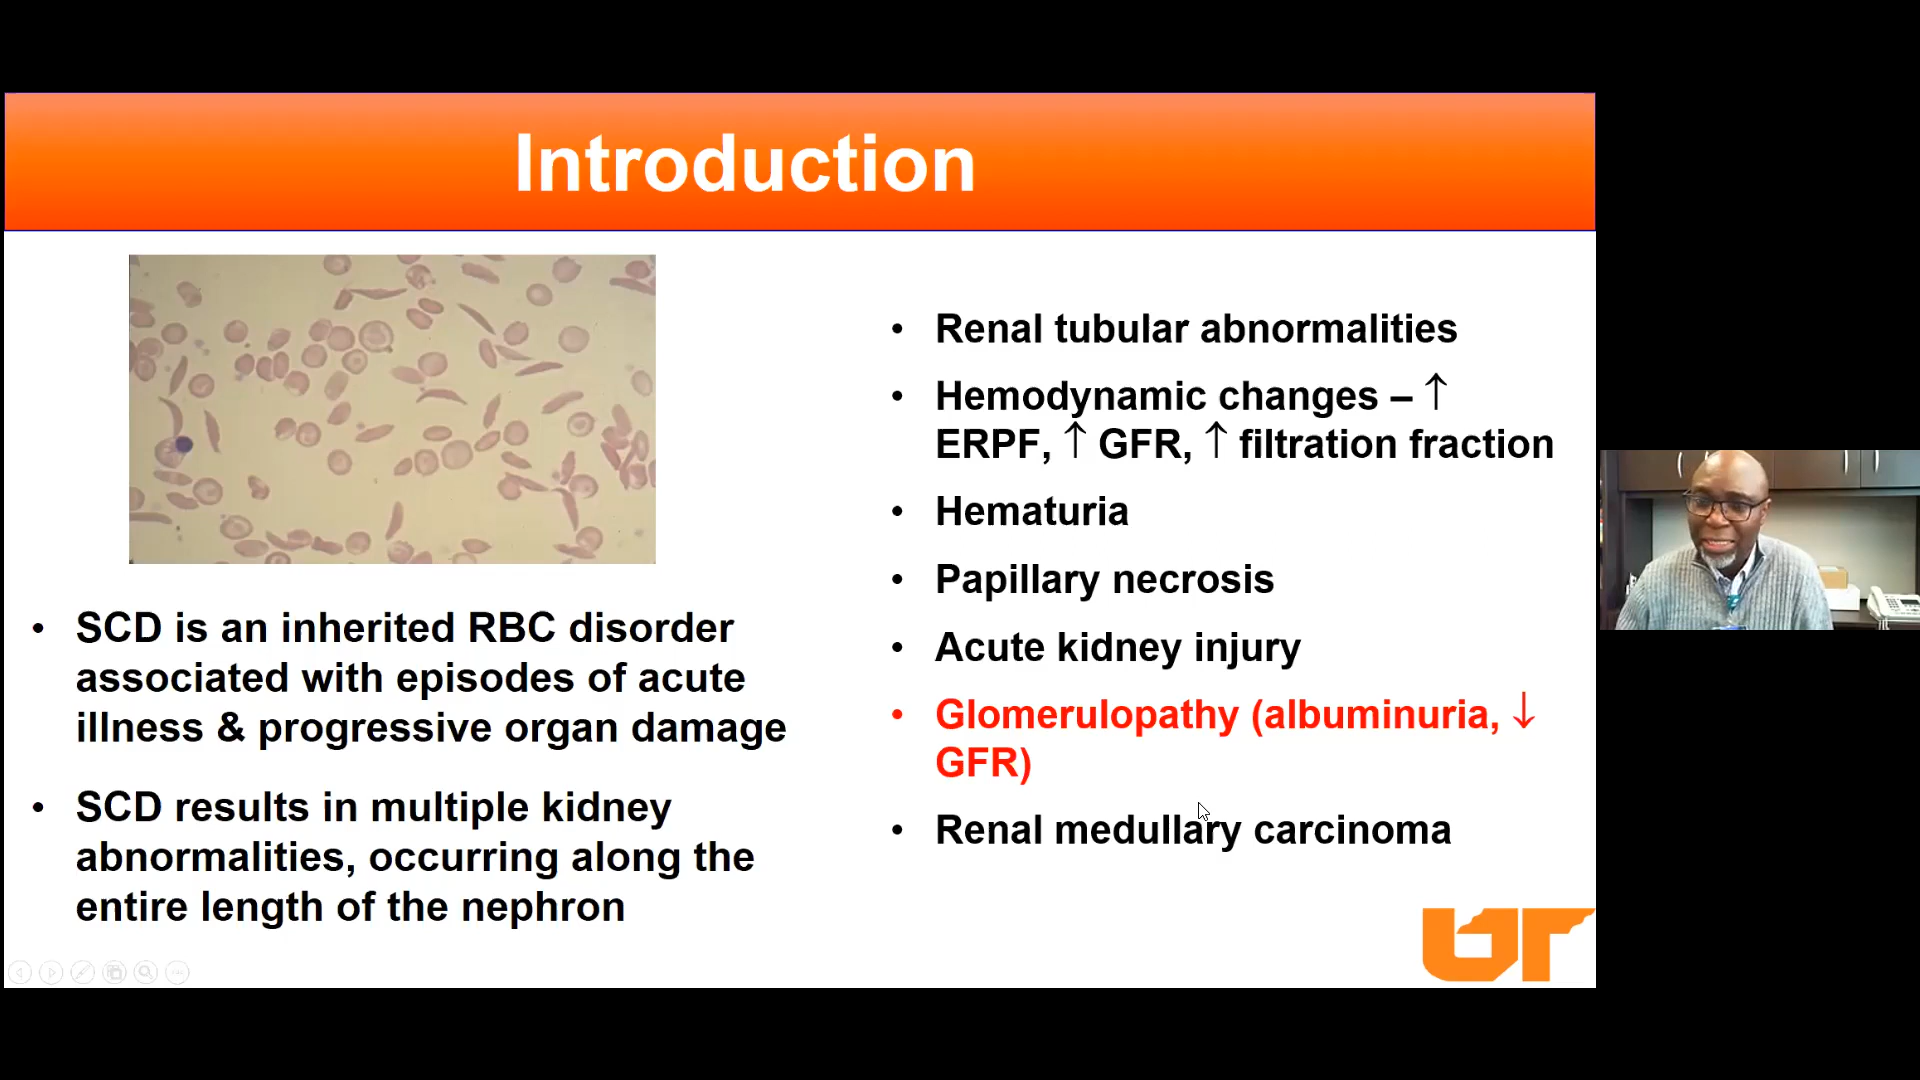 Introduction
• SCD is an inherited RBC disorder
associated with episodes of acute
illness & progressive organ damage
• SCD results in multiple kidney
abnormalities, occurring along the
entire length of the nephron
• Renal tubular abnormalities
• Hemodynamic changes – ↑
ERPF, ↑ GFR, ↑ filtration fraction
• Hematuria
• Papillary necrosis
• Acute kidney injury
• Glomerulopathy (albuminuria, ↓
GFR)
• Renal medullary carcinoma
UT